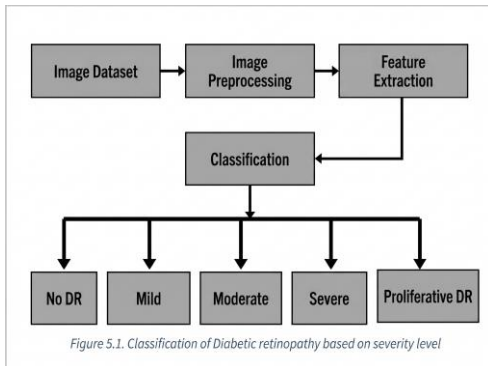 Image Dataset
Image
Preprocessing
Feature
Extraction
Classification
No DR
Mild
Moderate
Severe
Proliferative DR
Figure 5.1. Classification of Diabetic retinopathy based on severity level